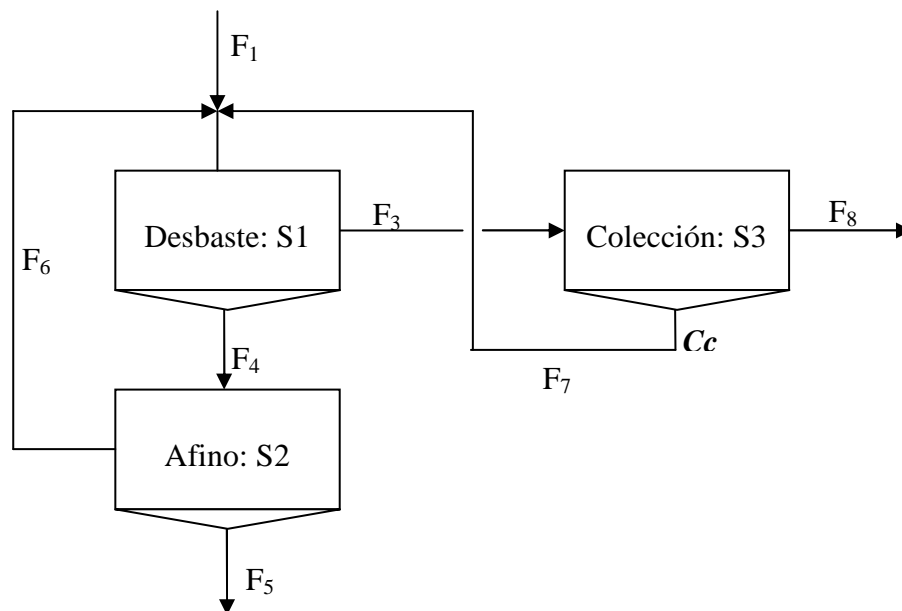 F₁
Desbaste: S1
F₃
Colección: S3
F₈
F₆
F₄
Cc
F₇
Afino: S2
F₅